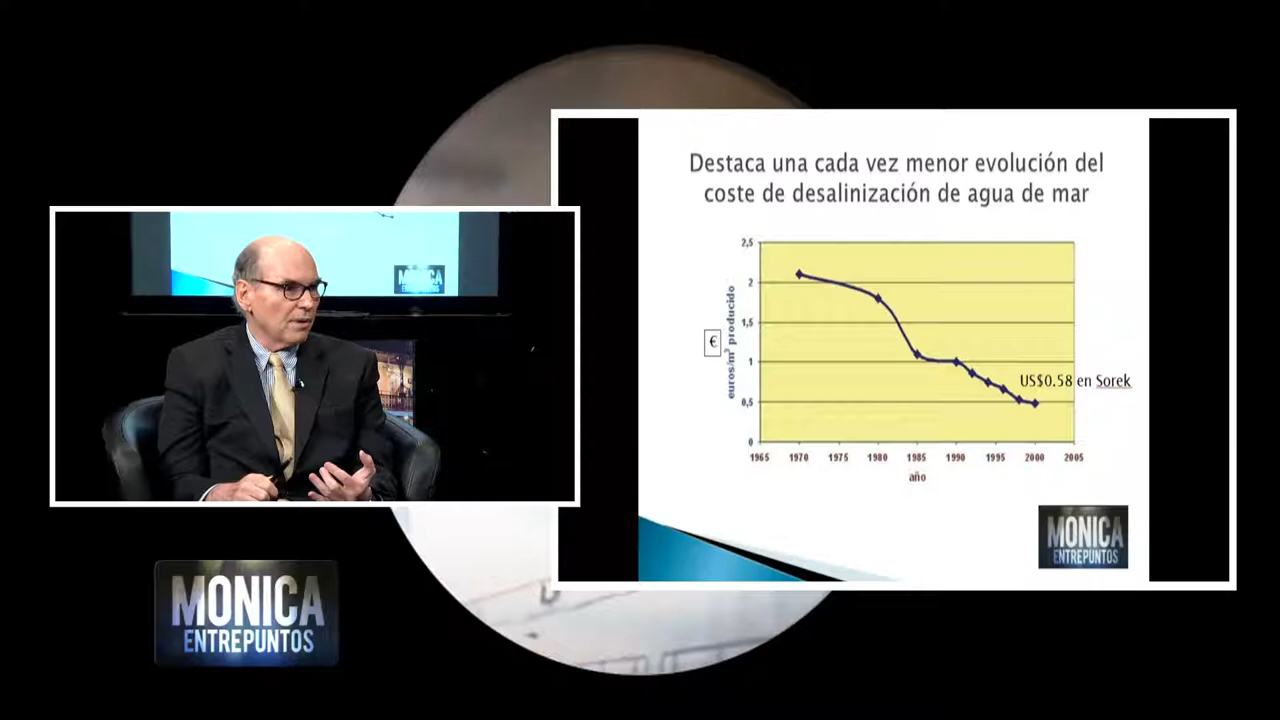 Destaca una cada vez menor evolución del
coste de desalinización de agua de mar
2,5
2
1,5
1
0,5
0
€
euros/m³ producido
US$0.58 en Sorek
1965 1970 1975 1980 1985 1990 1995 2000 2005
año
MONICA
ENTREPUNTOS
MONICA
ENTREPUNTOS
MONICA
ENTREPUNTOS